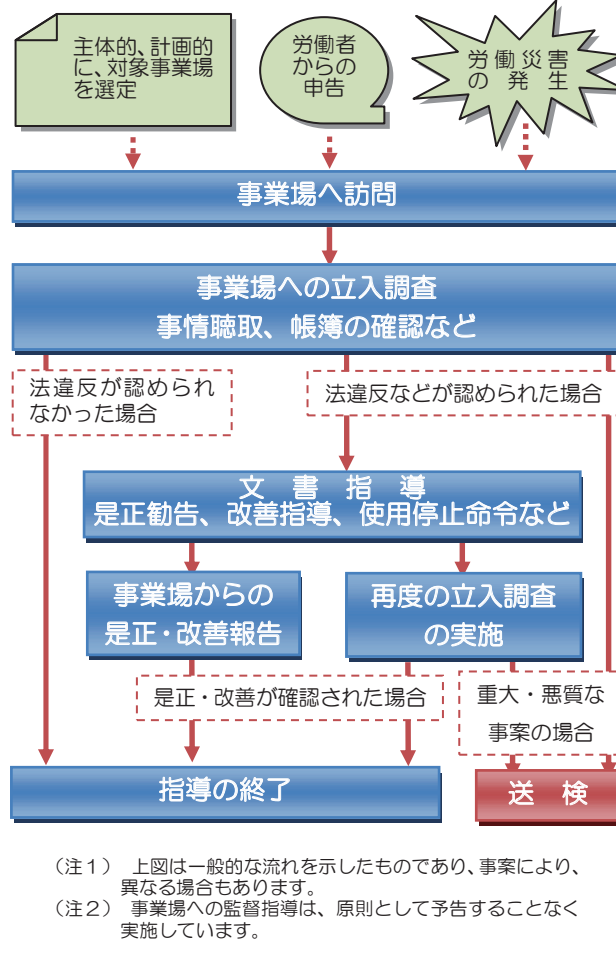 主体的、計画的
に、対象事業場
を選定
労働者
からの
申告
労働災害
の発生
事業場へ訪問
事業場への立入調査
事情聴取、帳簿の確認など
法違反が認められ
なかった場合
法違反などが認められた場合
文書指導
是正勧告、改善指導、使用停止命令など
事業場からの
是正・改善報告
再度の立入調査
の実施
是正・改善が確認された場合
重大・悪質な
事案の場合
指導の終了
送検
（注１）　上図は一般的な流れを示したものであり、事案により、
異なる場合もあります。
（注２）　事業場への監督指導は、原則として予告することなく
実施しています。